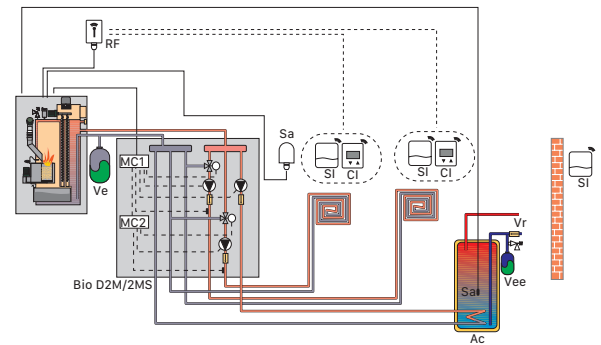 RF
Sa
MC1
SI CI
SI CI
SI
Ve
MC2
Vr
Bio D2M/2MS
Sa
Vee
Ac